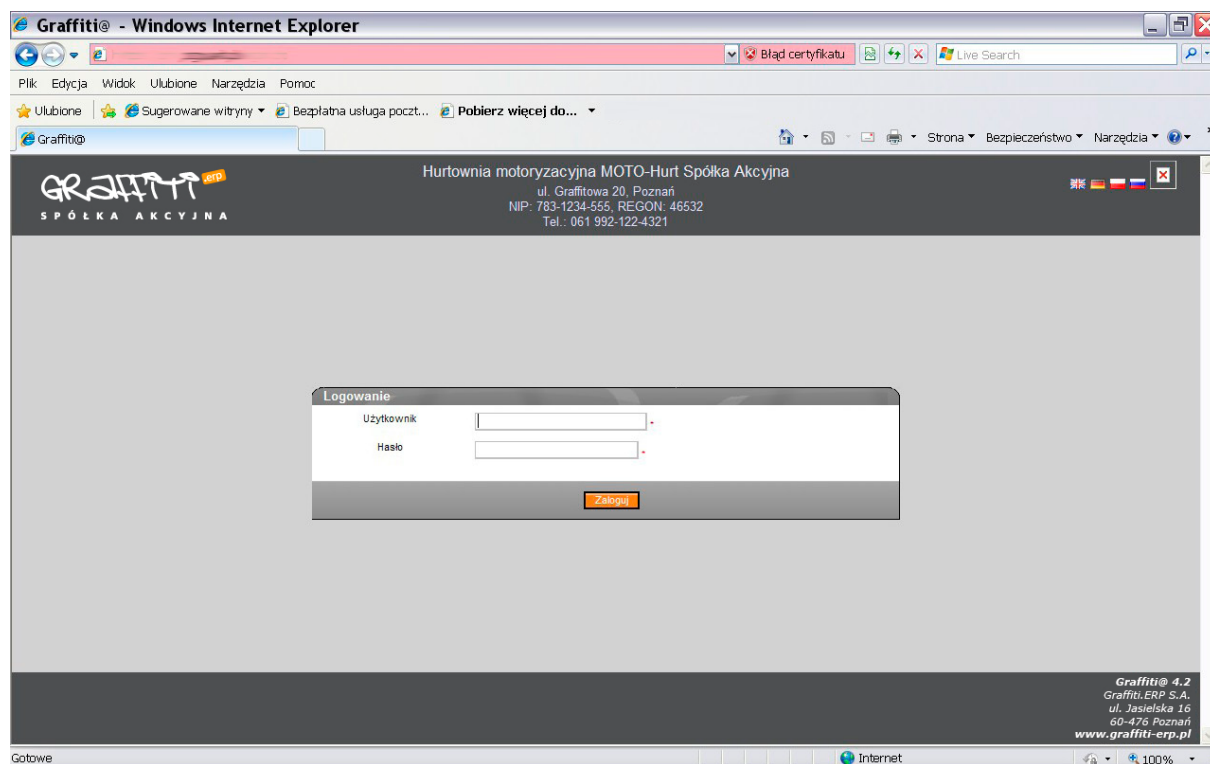 Graffiti@ - Windows Internet Explorer
Błąd certyfikatu
Live Search
Plik Edycja Widok Ulubione Narzędzia Pomoc
Ulubione Sugerowane witryny Bezpłatna usługa poczt... Pobierz więcej do...
Graffiti@
Strona Bezpieczeństwo Narzędzia
GRAFFITI .erp
SPÓŁKA AKCYJNA
Hurtownia motoryzacyjna MOTO-Hurt Spółka Akcyjna
ul. Graffitowa 20, Poznań
NIP: 783-1234-555, REGON: 46532
Tel.: 061 992-122-4321
Logowanie
Użytkownik
Hasło
Zaloguj
Graffiti@ 4.2
Graffiti.ERP S.A.
ul. Jasielska 16
60-476 Poznań
www.graffiti-erp.pl
Gotowe
Internet
100%